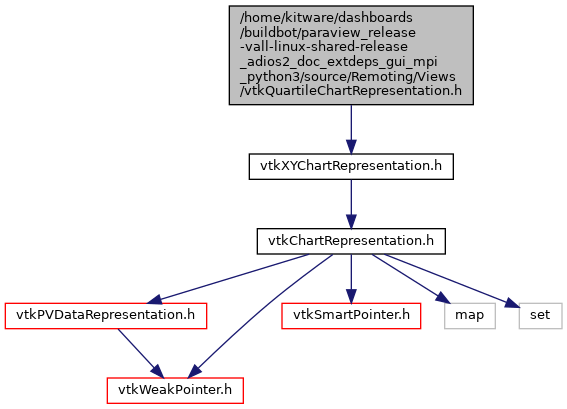 /home/kitware/dashboards
/buildbot/paraview_release
-vall-linux-shared-release
_adios2_doc_extdeps_gui_mpi
_python3/source/Remoting/Views
/vtkQuartileChartRepresentation.h
vtkXYChartRepresentation.h
vtkChartRepresentation.h
vtkPVDataRepresentation.h
vtkSmartPointer.h
map
set
vtkWeakPointer.h